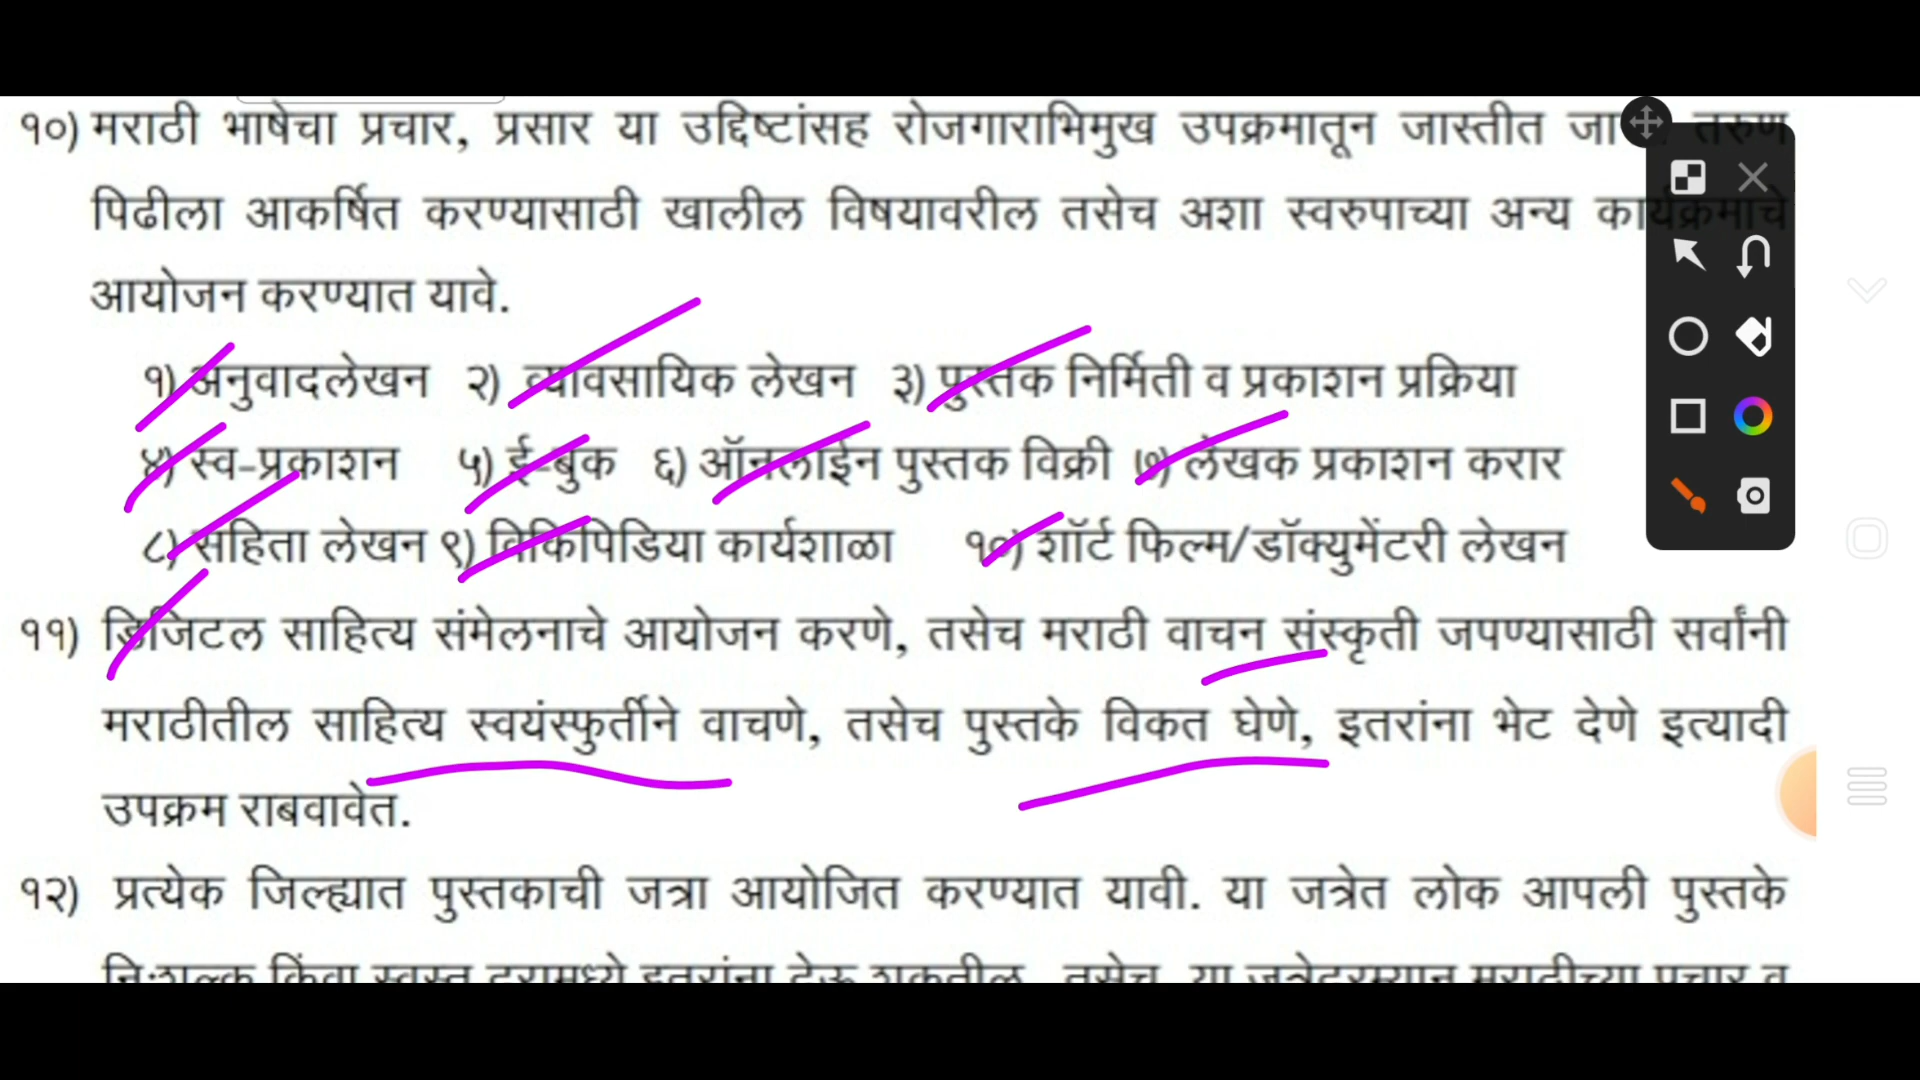 १०) मराठी भाषेचा प्रचार, प्रसार या उद्दिष्टांसह रोजगाराभिमुख उपक्रमातून जास्तीत तरुण
पिढीला आकर्षित करण्यासाठी खालील विषयावरील तसेच अशा स्वरुपाच्या अन्य कार्यक्रमाचे
आयोजन करण्यात यावे.
१) अनुवादलेखन २) व्यावसायिक लेखन ३) पुस्तक निर्मिती व प्रकाशन प्रक्रिया
४) स्व-प्रकाशन ५) ई-बुक ६) ऑनलाईन पुस्तक विक्री ७) लेखक प्रकाशन करार
८) संहिता लेखन ९) विकिपिडिया कार्यशाळा १०) शॉर्ट फिल्म/डॉक्युमेंटरी लेखन
११) डिजिटल साहित्य संमेलनाचे आयोजन करणे, तसेच मराठी वाचन संस्कृती जपण्यासाठी सर्वांनी
मराठीतील साहित्य स्वयंस्फुर्तीने वाचणे, तसेच पुस्तके विकत घेणे, इतरांना भेट देणे इत्यादी
उपक्रम राबवावेत.
१२) प्रत्येक जिल्ह्यात पुस्तकाची जत्रा आयोजित करण्यात यावी. या जत्रेत लोक आपली पुस्तके